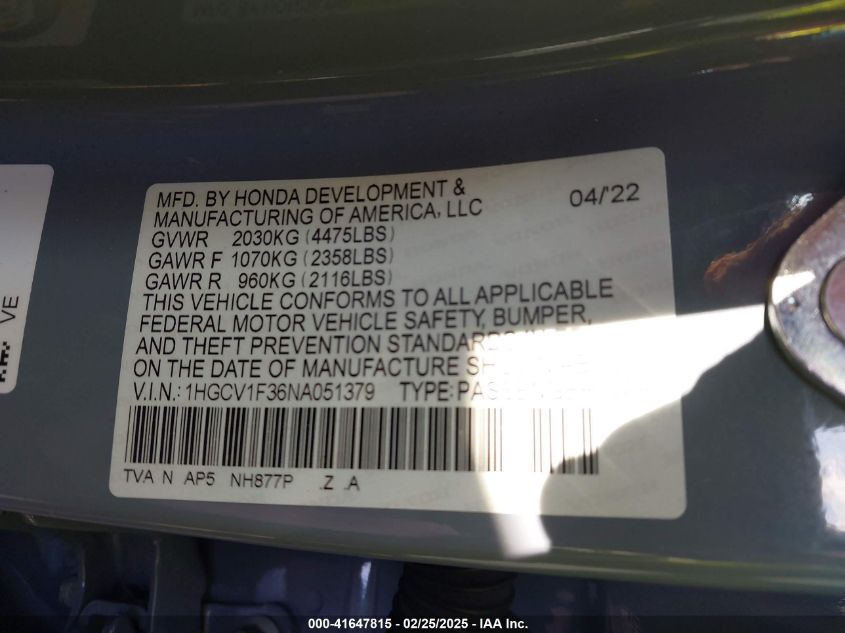 MFD. BY HONDA DEVELOPMENT &
MANUFACTURING OF AMERICA, LLC
04/'22
GVWR 2030KG (4475LBS)
GAWR F 1070KG (2358LBS)
GAWR R 960KG (2116LBS)
THIS VEHICLE CONFORMS TO ALL APPLICABLE
FEDERAL MOTOR VEHICLE SAFETY, BUMPER,
AND THEFT PREVENTION STANDARDS
ON THE DATE OF MANUFACTURE
V.I.N.: 1HGCV1F36NA051379 TYPE:
TVA N AP5 NH877P .Z .A
VE
000-41647815 - 02/25/2025 - IAA Inc.